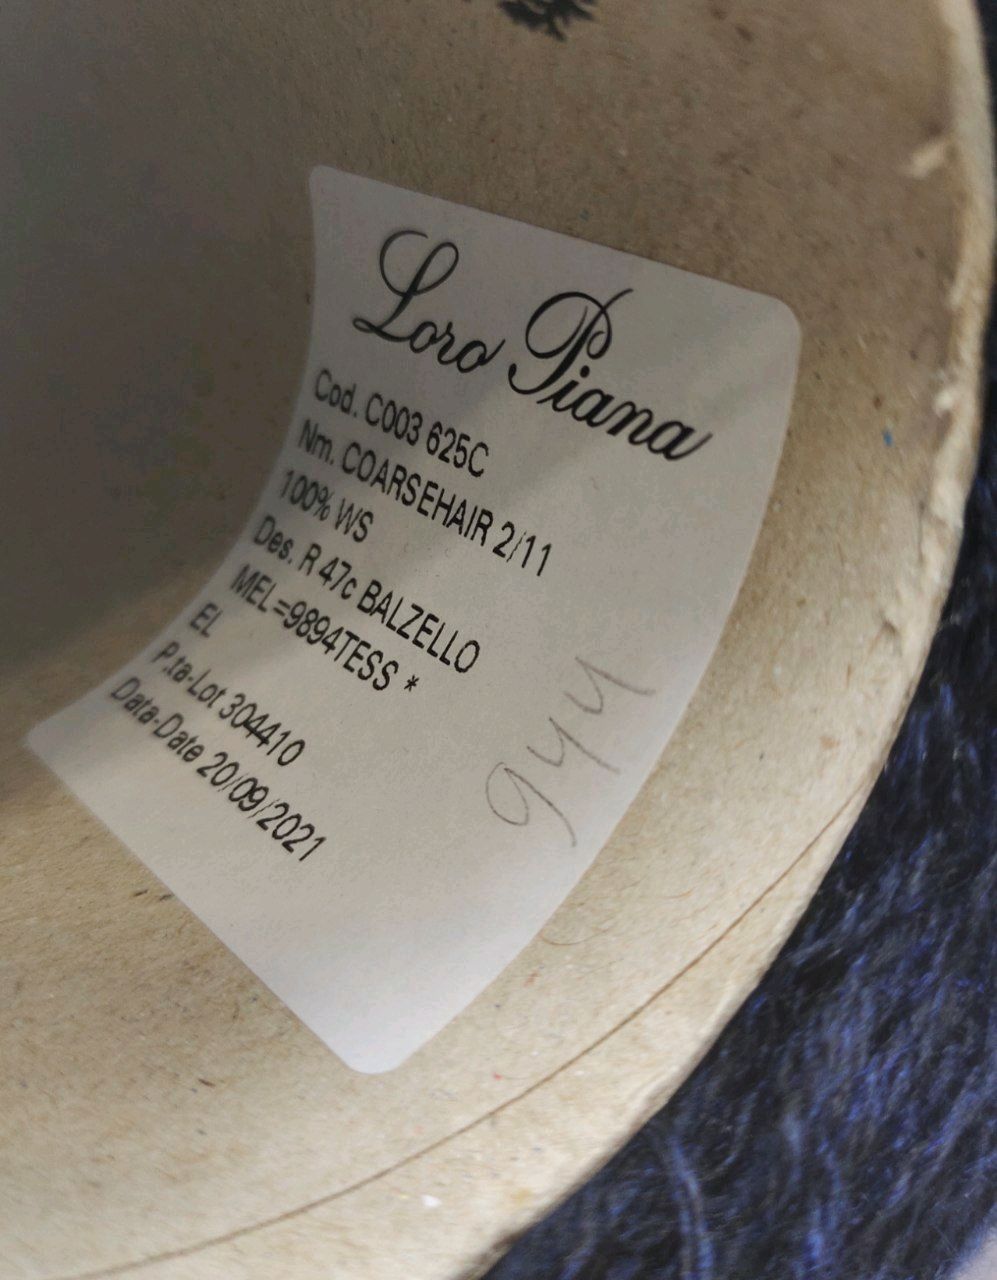 Loro Piana
Cod. C003 625C
Nm. COARSEHAIR 2/11
100% WS
Des. R 47c BALZELLO
MEL=9894TESS *
EL
P.ta-Lot 304410
Data-Date 20/09/2021
944